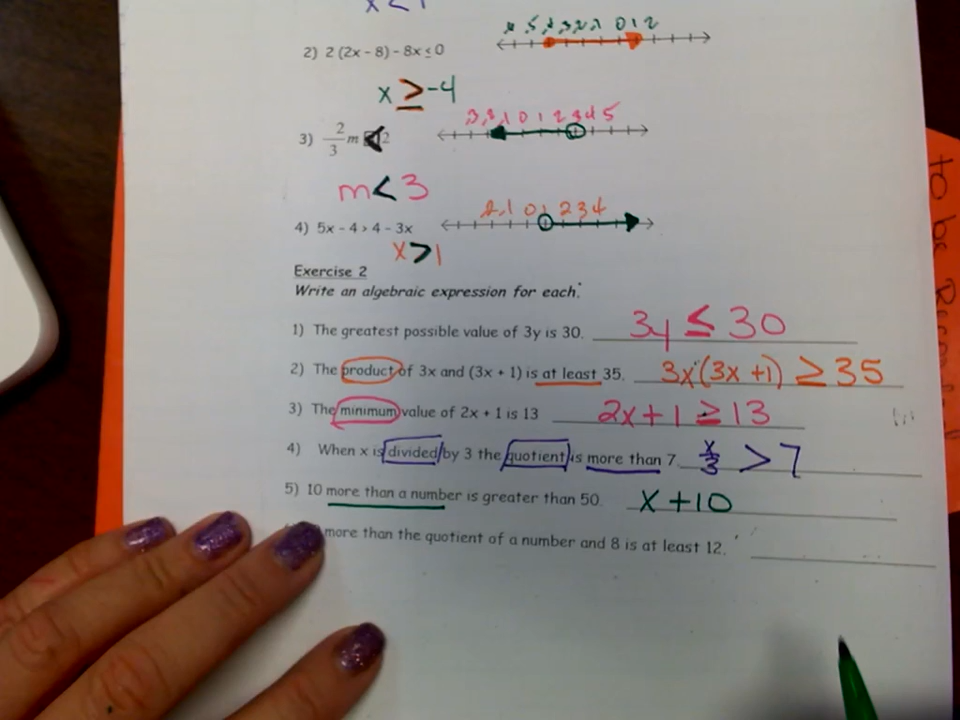 x < 1
2) 2 (2x - 8) - 8x ≤ 0
x ≥ -4
3) 2/3 m < 2
m < 3
4) 5x - 4 > 4 - 3x
x > 1
Exercise 2
Write an algebraic expression for each.
1) The greatest possible value of 3y is 30. 3y ≤ 30
2) The product of 3x and (3x + 1) is at least 35. 3x·(3x + 1) ≥ 35
3) The minimum value of 2x + 1 is 13 2x + 1 ≥ 13
4) When x is divided by 3 the quotient is more than 7. x/3 > 7
5) 10 more than a number is greater than 50. x + 10
more than the quotient of a number and 8 is at least 12.
to be